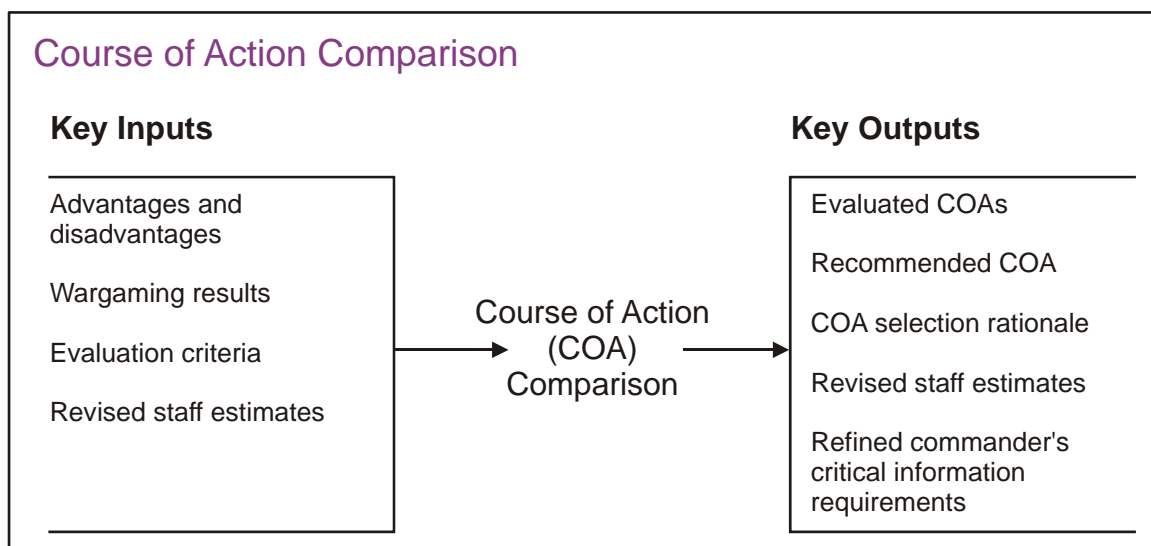 Course of Action Comparison
Key Inputs
Advantages and
disadvantages
Wargaming results
Evaluation criteria
Revised staff estimates
Course of Action
(COA)
Comparison
Key Outputs
Evaluated COAs
Recommended COA
COA selection rationale
Revised staff estimates
Refined commander's
critical information
requirements